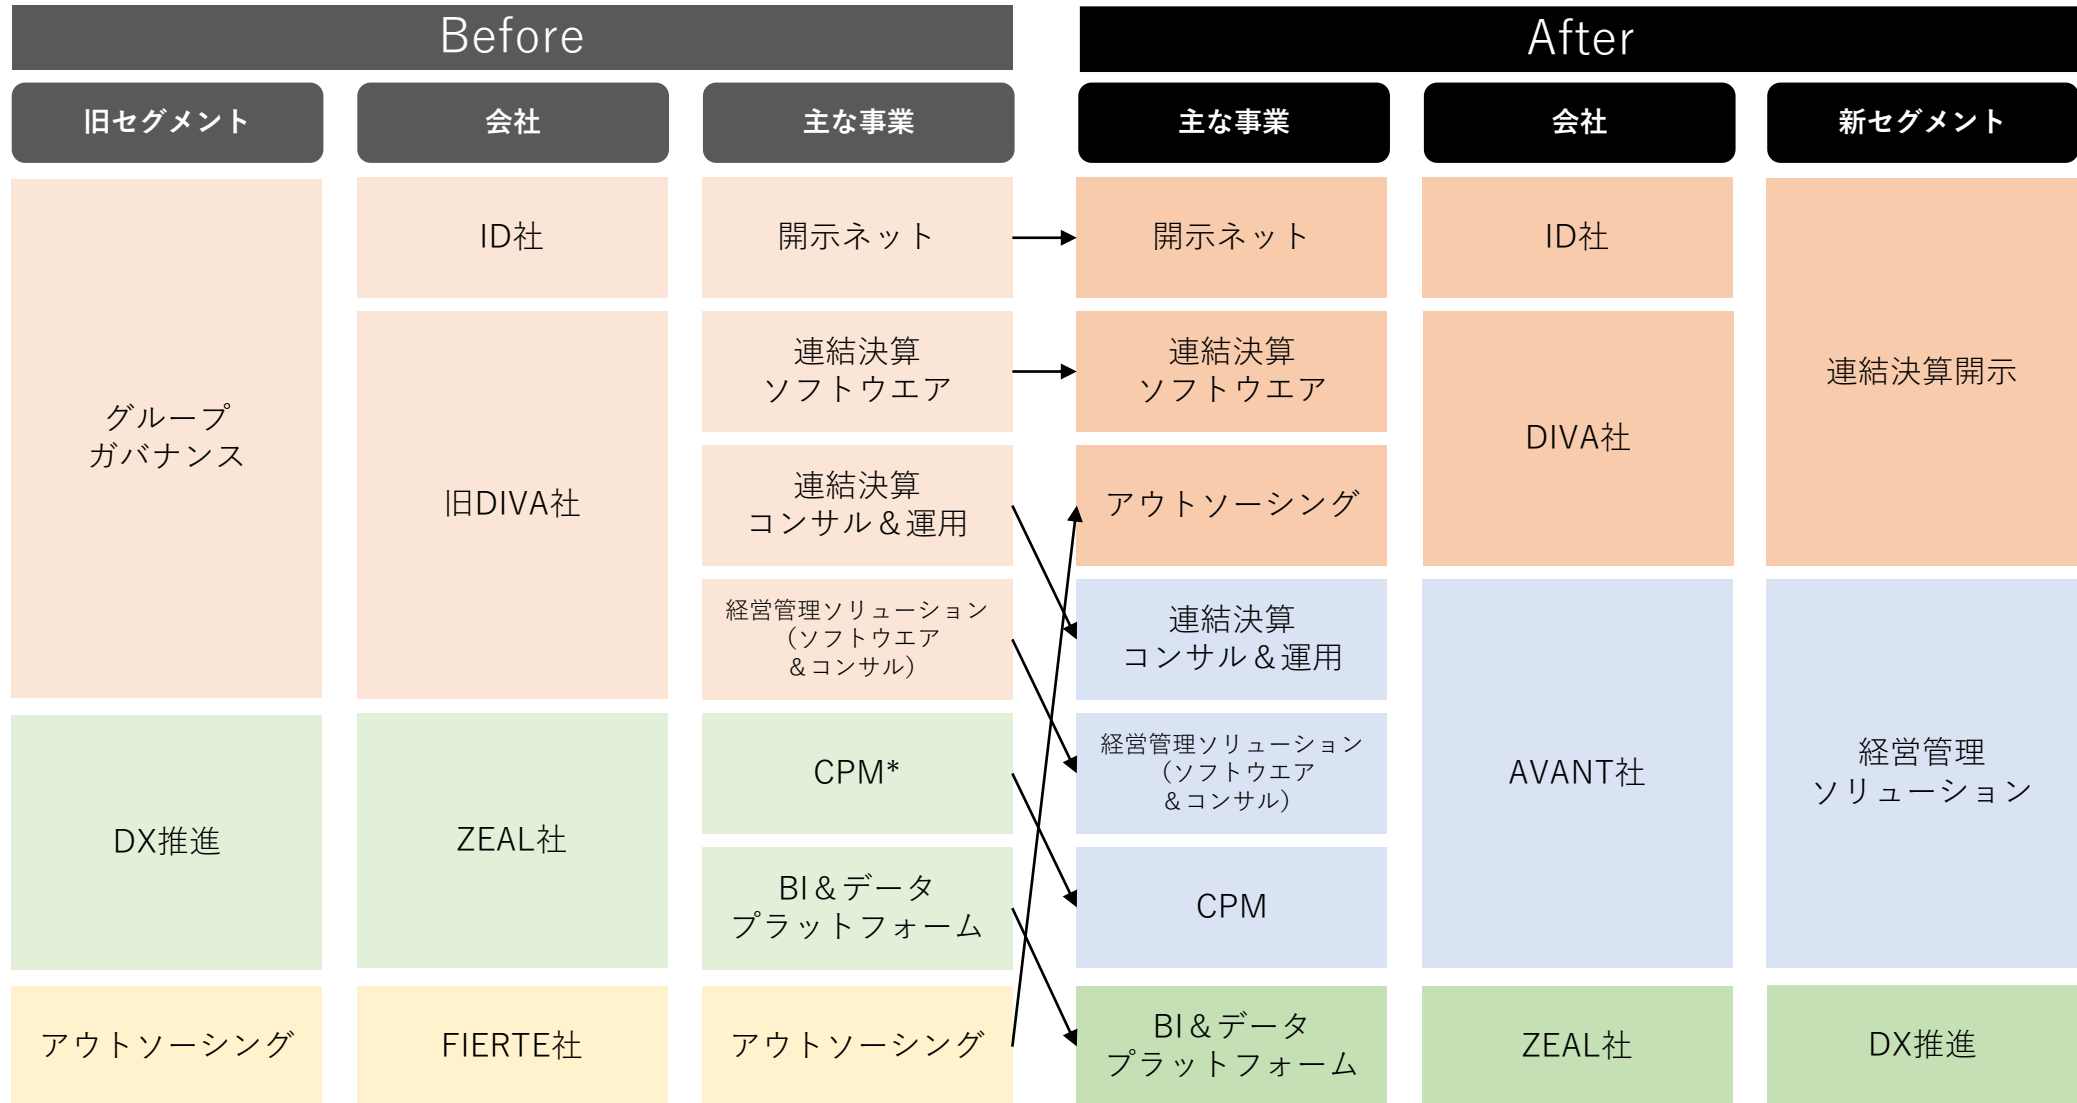 Before
After
旧セグメント
会社
主な事業
主な事業
会社
新セグメント
グループ
ガバナンス
ID社
開示ネット
開示ネット
ID社
連結決算開示
旧DIVA社
連結決算
ソフトウエア
連結決算
ソフトウエア
DIVA社
連結決算
コンサル＆運用
アウトソーシング
経営管理ソリューション
（ソフトウエア
＆コンサル）
連結決算
コンサル＆運用
AVANT社
経営管理
ソリューション
DX推進
ZEAL社
CPM*
経営管理ソリューション
（ソフトウエア
＆コンサル）
BI＆データ
プラットフォーム
CPM
アウトソーシング
FIERTE社
アウトソーシング
BI＆データ
プラットフォーム
ZEAL社
DX推進